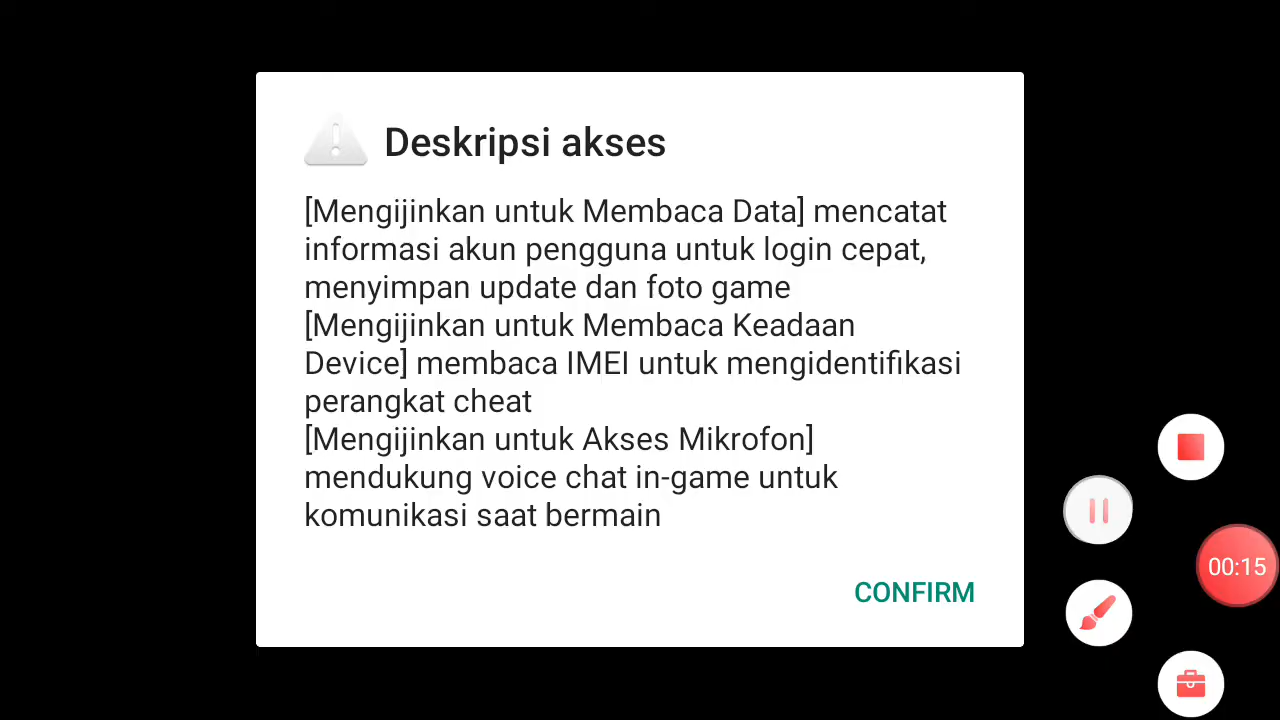 Deskripsi akses
[Mengijinkan untuk Membaca Data] mencatat
informasi akun pengguna untuk login cepat,
menyimpan update dan foto game
[Mengijinkan untuk Membaca Keadaan
Device] membaca IMEI untuk mengidentifikasi
perangkat cheat
[Mengijinkan untuk Akses Mikrofon]
mendukung voice chat in-game untuk
komunikasi saat bermain
00:15
CONFIRM